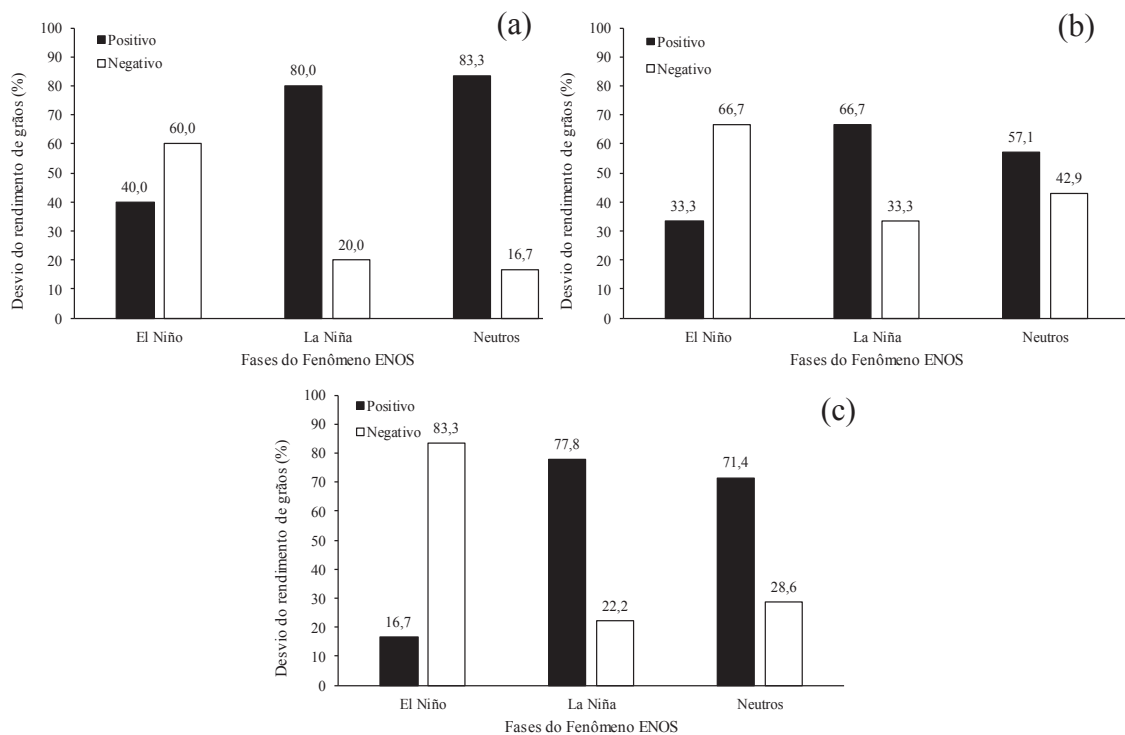 (a)
Positivo
Negativo
Desvio do rendimento de grãos (%)
100
90
80
70
60
50
40
30
20
10
0
40,0
60,0
80,0
20,0
83,3
16,7
El Niño La Niña Neutros
Fases do Fenômeno ENOS
(b)
Positivo
Negativo
Desvio do rendimento de grãos (%)
100
90
80
70
60
50
40
30
20
10
0
33,3
66,7
66,7
33,3
57,1
42,9
El Niño La Niña Neutros
Fases do Fenômeno ENOS
(c)
Positivo
Negativo
Desvio do rendimento de grãos (%)
100
90
80
70
60
50
40
30
20
10
0
16,7
83,3
77,8
22,2
71,4
28,6
El Niño La Niña Neutros
Fases do Fenômeno ENOS